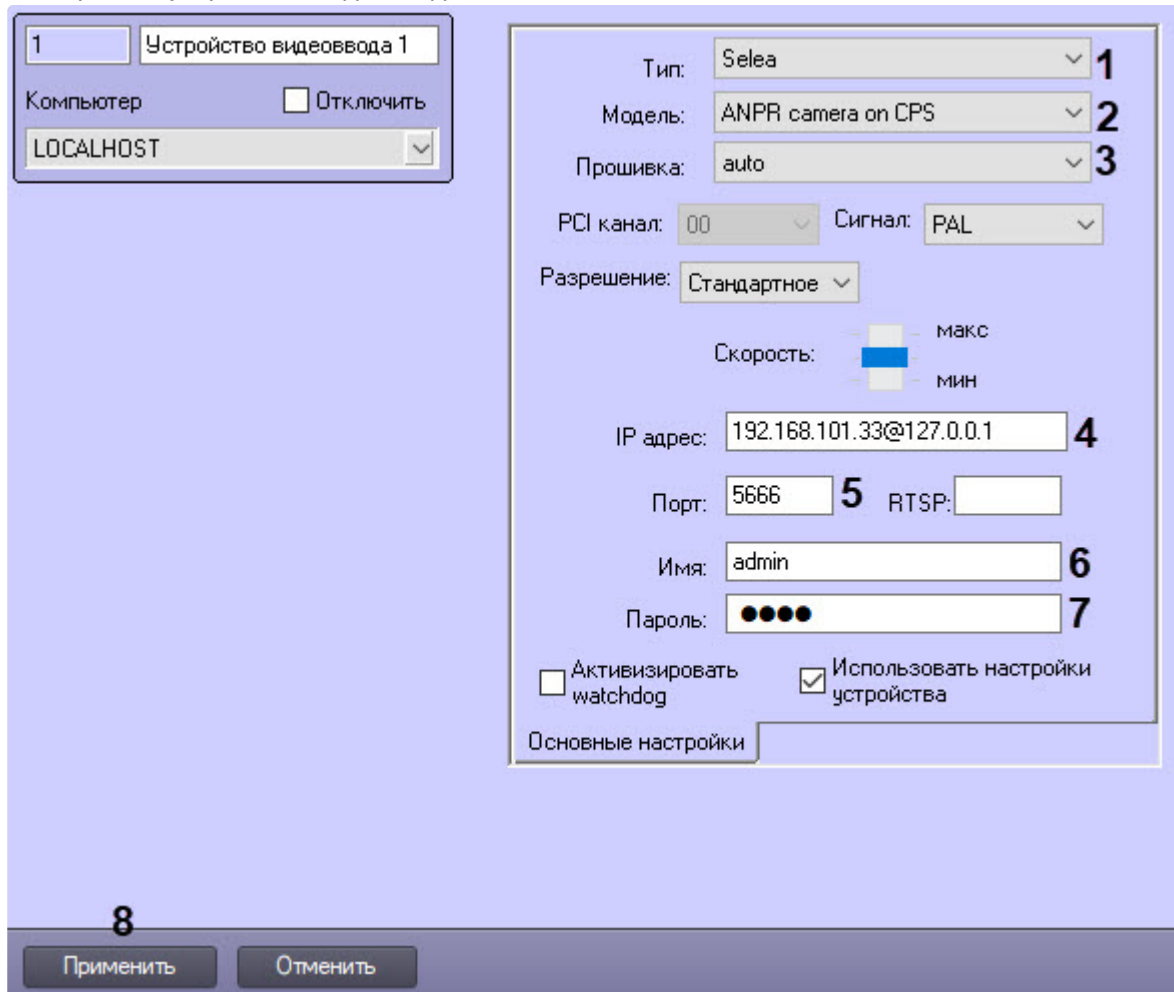 1 Устройство видеоввода 1
Компьютер Отключить
LOCALHOST
Тип: Selea 1
Модель: ANPR camera on CPS 2
Прошивка: auto 3
PCI канал: 00 Сигнал: PAL
Разрешение: Стандартное
макс
Скорость:
мин
IP адрес: 192.168.101.33@127.0.0.1 4
Порт: 5666 5 RTSP:
Имя: admin 6
Пароль: ●●●● 7
Активизировать watchdog Использовать настройки устройства
Основные настройки
8
Применить Отменить